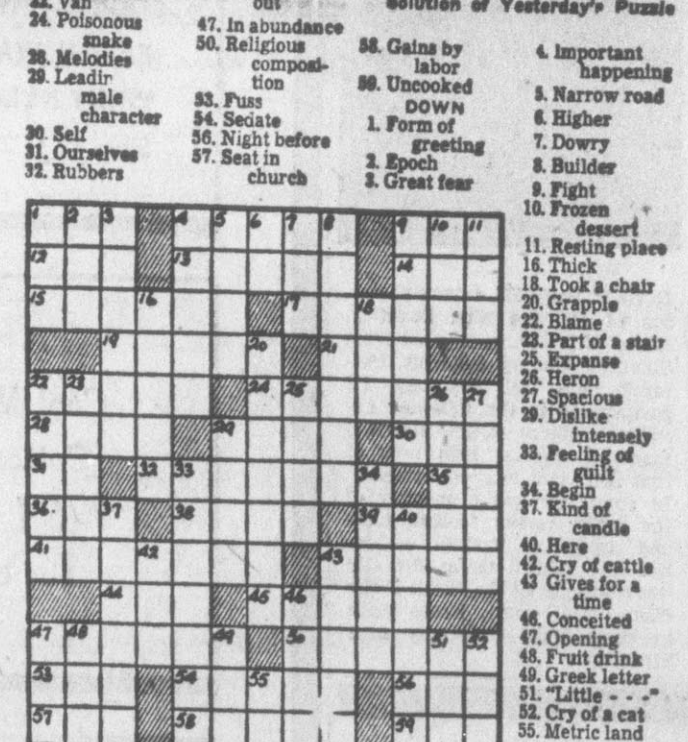 24. Poisonous
snake
28. Melodies
29. Leadir
male
character
30. Self
31. Ourselves
32. Rubbers
out
47. In abundance
50. Religious
composi-
tion
53. Fuss
54. Sedate
56. Night before
57. Seat in
church
Solution of Yesterday's Puzzle
58. Gains by
labor
59. Uncooked
DOWN
1. Form of
greeting
2. Epoch
3. Great fear
4. Important
happening
5. Narrow road
6. Higher
7. Dowry
8. Builder
9. Fight
10. Frozen
dessert
11. Resting place
16. Thick
18. Took a chair
20. Grapple
22. Blame
23. Part of a stair
25. Expanse
26. Heron
27. Spacious
29. Dislike
intensely
33. Feeling of
guilt
34. Begin
37. Kind of
candle
40. Here
42. Cry of cattle
43 Gives for a
time
46. Conceited
47. Opening
48. Fruit drink
49. Greek letter
51. "Little - - -"
52. Cry of a cat
55. Metric land
1 2 3 4 5 6 7 8 9 10 11
12 13 14
15 16 17 18
19 20 21
22 23 24 25 26 27
28 29 30
31 32 33 34 35
36 37 38 39 40
41 42 43
44 45 46
47 48 49 50 51 52
53 54 55 56
57 58 59